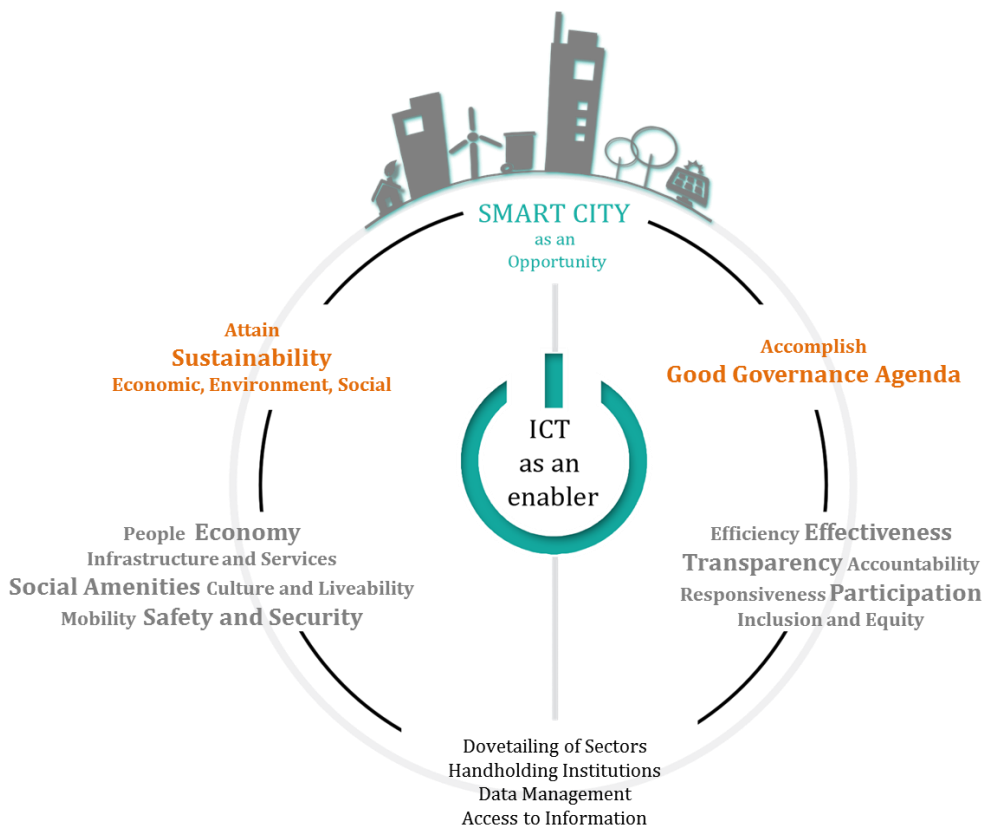 SMART CITY
as an
Opportunity
Attain
Sustainability
Economic, Environment, Social
Accomplish
Good Governance Agenda
ICT
as an
enabler
People Economy
Infrastructure and Services
Social Amenities Culture and Liveability
Mobility Safety and Security
Efficiency Effectiveness
Transparency Accountability
Responsiveness Participation
Inclusion and Equity
Dovetailing of Sectors
Handholding Institutions
Data Management
Access to Information